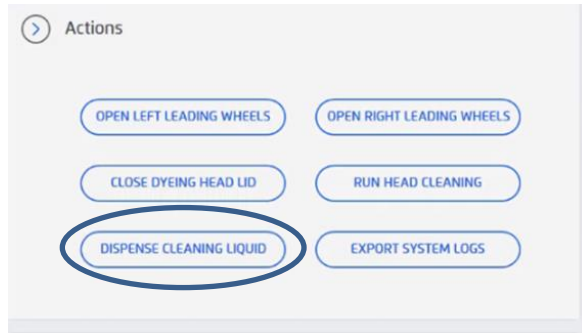 Actions
OPEN LEFT LEADING WHEELS
OPEN RIGHT LEADING WHEELS
CLOSE DYEING HEAD LID
RUN HEAD CLEANING
DISPENSE CLEANING LIQUID
EXPORT SYSTEM LOGS